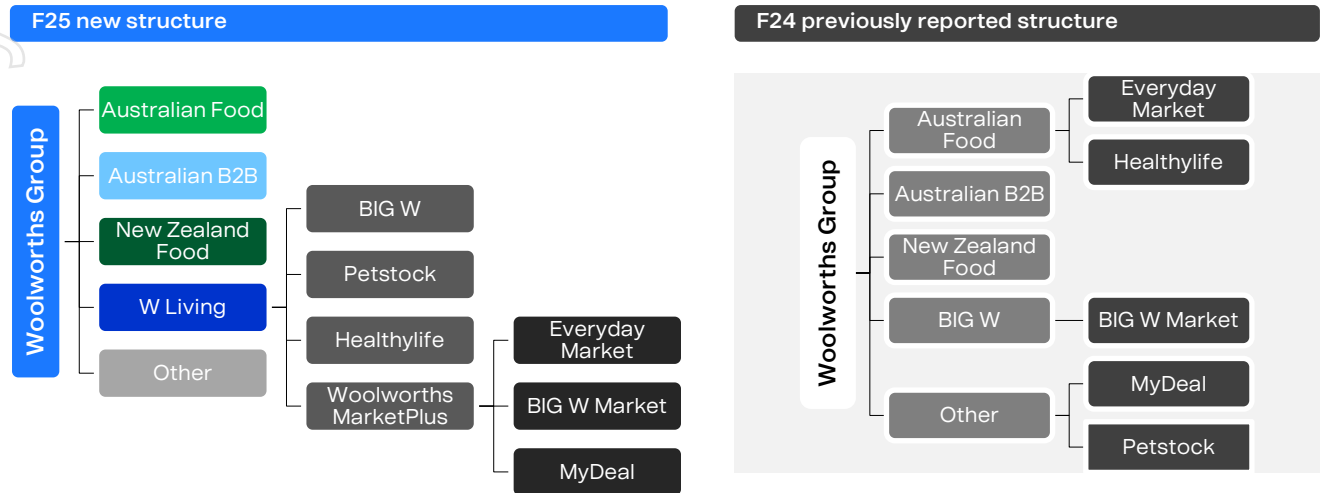 F25 new structure
Woolworths Group
Australian Food
Australian B2B
New Zealand
Food
W Living
Other
BIG W
Petstock
Healthylife
Woolworths
MarketPlus
Everyday
Market
BIG W Market
MyDeal
F24 previously reported structure
Woolworths Group
Australian
Food
Australian B2B
New Zealand
Food
BIG W
Other
Everyday
Market
Healthylife
BIG W Market
MyDeal
Petstock